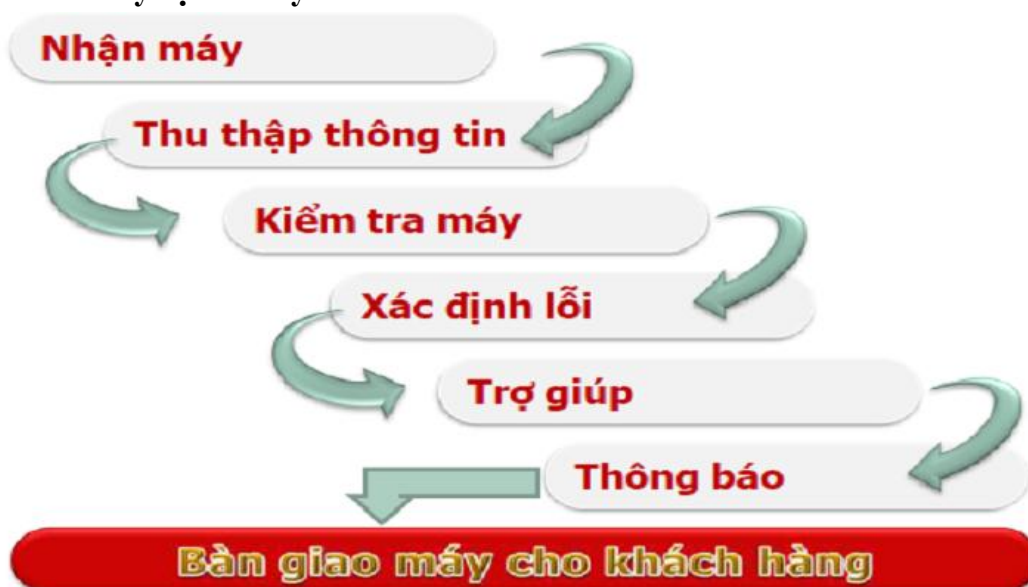 Nhận máy
Thu thập thông tin
Kiểm tra máy
Xác định lỗi
Trợ giúp
Thông báo
Bàn giao máy cho khách hàng